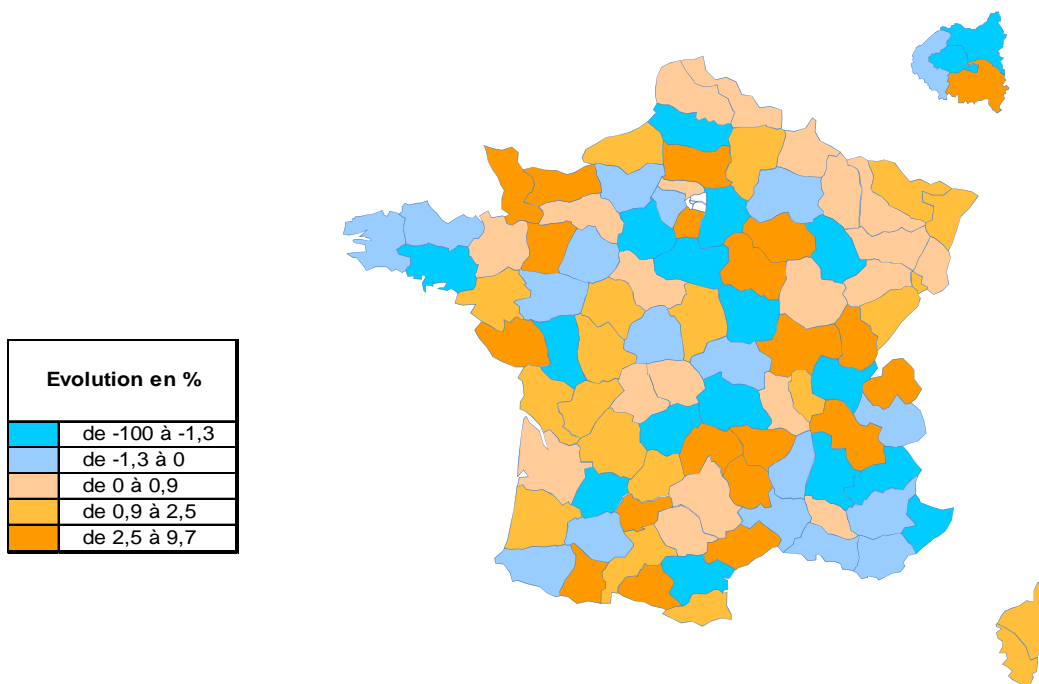 Evolution en %
de -100 à -1,3
de -1,3 à 0
de 0 à 0,9
de 0,9 à 2,5
de 2,5 à 9,7